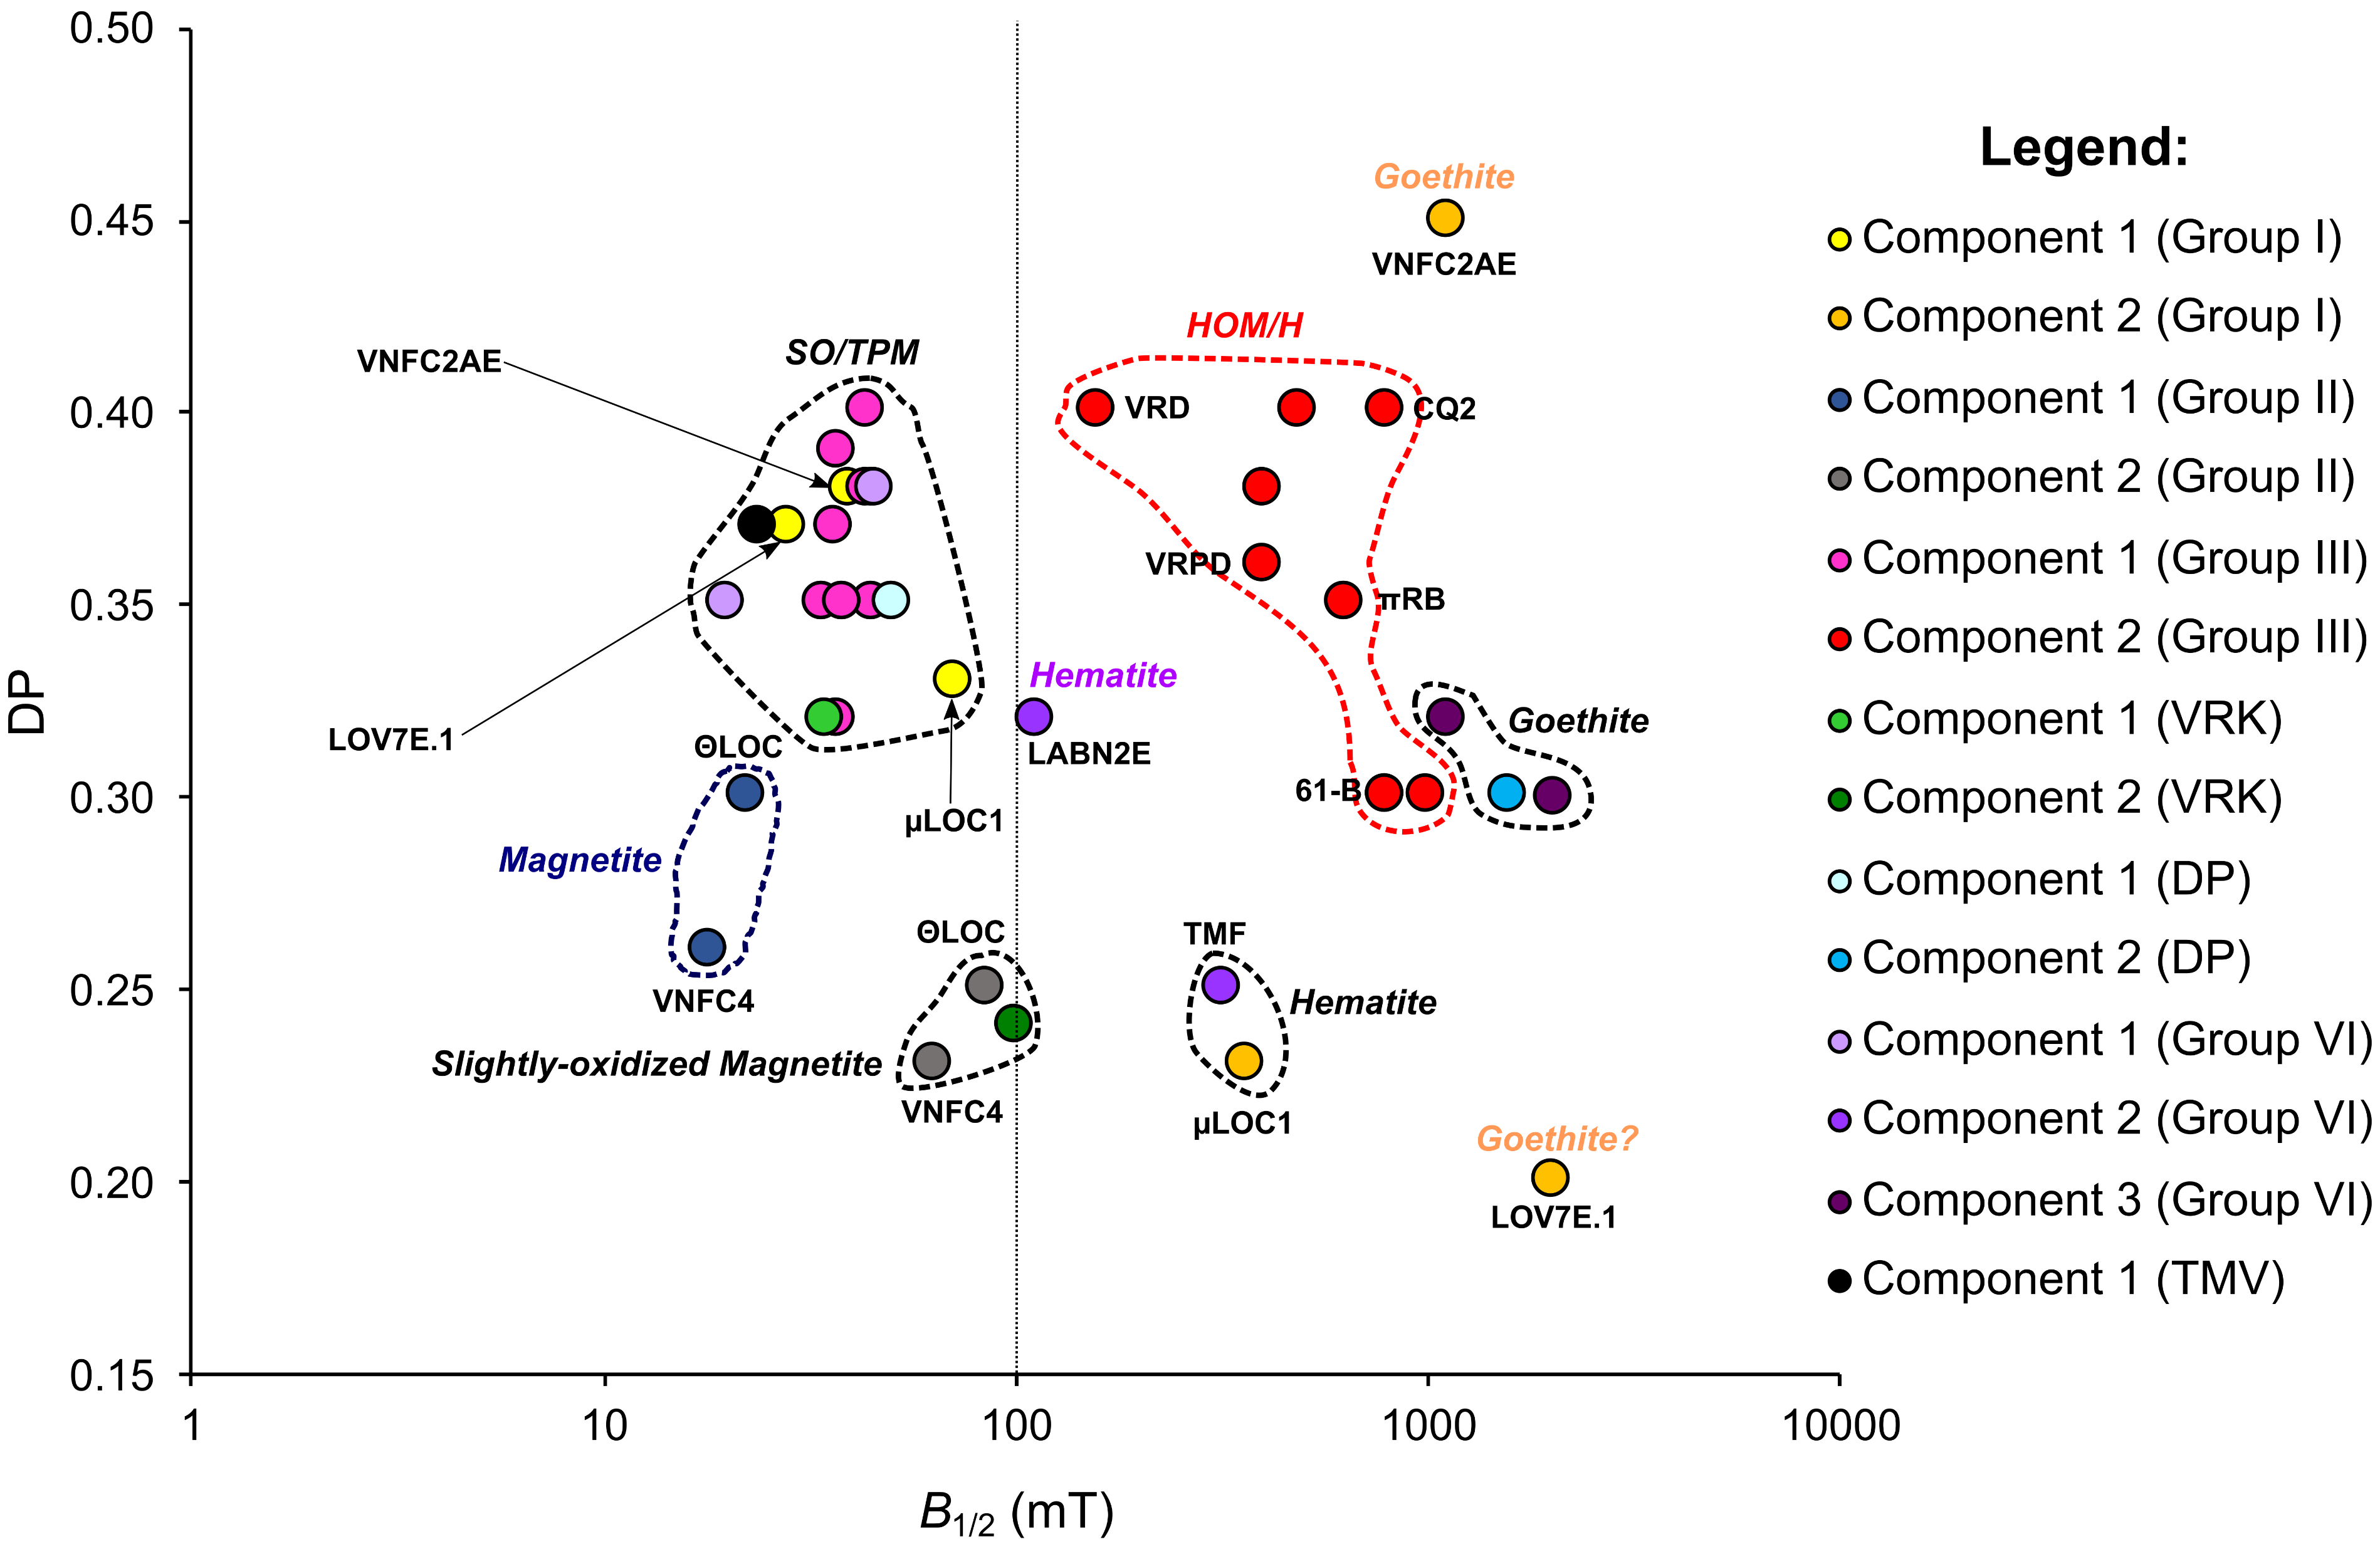 0.50
0.45
0.40
0.35
0.30
0.25
0.20
0.15
DP
1
10
100
1000
10000
B1/2 (mT)
Goethite
VNFC2AE
HOM/H
SO/TPM
VNFC2AE
VRD
CQ2
VRPD
πRB
Hematite
LABN2E
Goethite
LOV7E.1
ΘLOC
µLOC1
61-B
Magnetite
VNFC4
ΘLOC
TMF
Hematite
Slightly-oxidized Magnetite
VNFC4
µLOC1
Goethite?
LOV7E.1
Legend:
Component 1 (Group I)
Component 2 (Group I)
Component 1 (Group II)
Component 2 (Group II)
Component 1 (Group III)
Component 2 (Group III)
Component 1 (VRK)
Component 2 (VRK)
Component 1 (DP)
Component 2 (DP)
Component 1 (Group VI)
Component 2 (Group VI)
Component 3 (Group VI)
Component 1 (TMV)